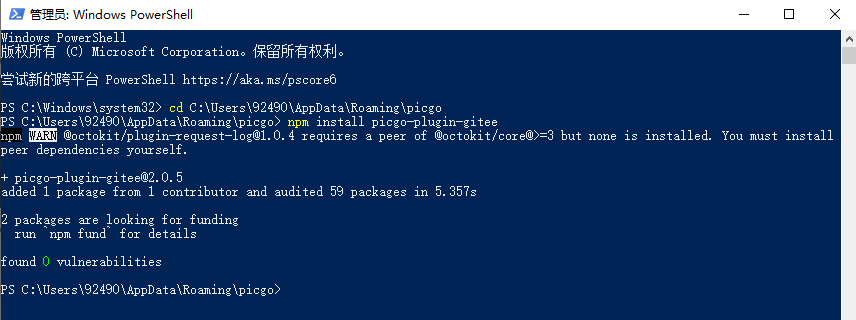 管理员: Windows PowerShell
Windows PowerShell
版权所有 (C) Microsoft Corporation。保留所有权利。
尝试新的跨平台 PowerShell https://aka.ms/pscore6
PS C:\Windows\system32> cd C:\Users\92490\AppData\Roaming\picgo
PS C:\Users\92490\AppData\Roaming\picgo> npm install picgo-plugin-gitee
npm WARN @octokit/plugin-request-log@1.0.4 requires a peer of @octokit/core@>=3 but none is installed. You must install
peer dependencies yourself.
+ picgo-plugin-gitee@2.0.5
added 1 package from 1 contributor and audited 59 packages in 5.357s
2 packages are looking for funding
  run `npm fund` for details
found 0 vulnerabilities
PS C:\Users\92490\AppData\Roaming\picgo>